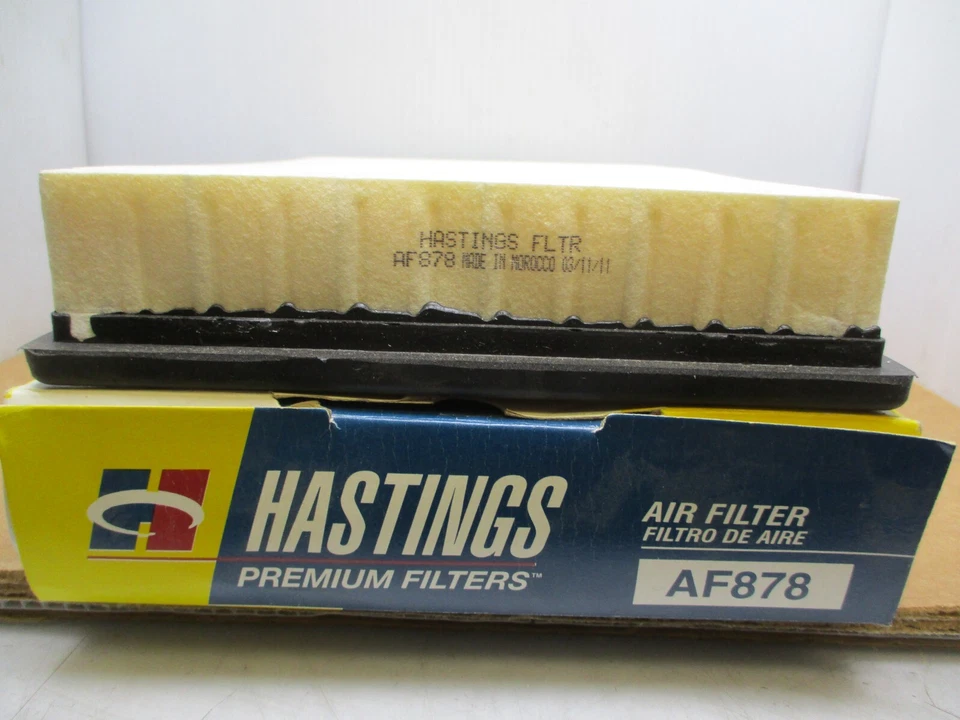 HASTINGS FLTR
AF878 MADE IN MOROCCO 03/11/11
HASTINGS
PREMIUM FILTERS™
AIR FILTER
FILTRO DE AIRE
AF878